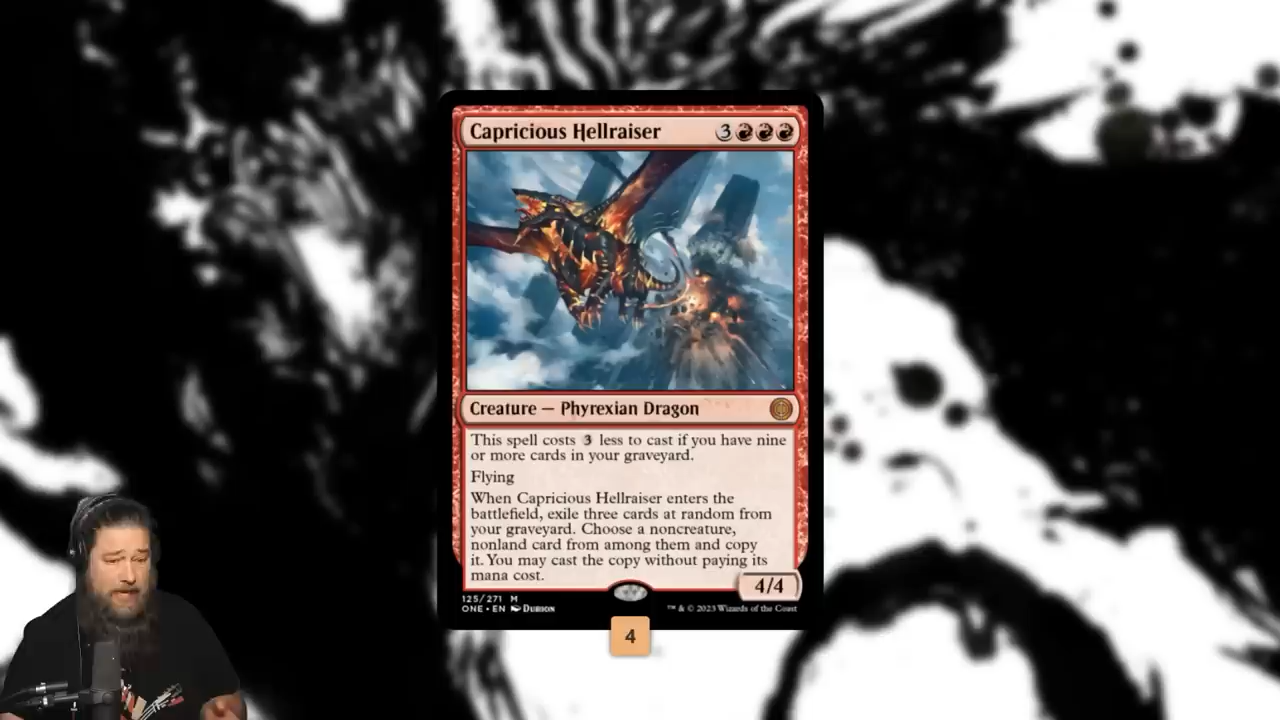 Capricious Hellraiser 3
Creature — Phyrexian Dragon
This spell costs 3 less to cast if you have nine
or more cards in your graveyard.
Flying
When Capricious Hellraiser enters the
battlefield, exile three cards at random from
your graveyard. Choose a noncreature,
nonland card from among them and copy
it. You may cast the copy without paying its
mana cost.
4/4
125/271 M
ONE • EN Durion
™ & © 2023 Wizards of the Coast
4